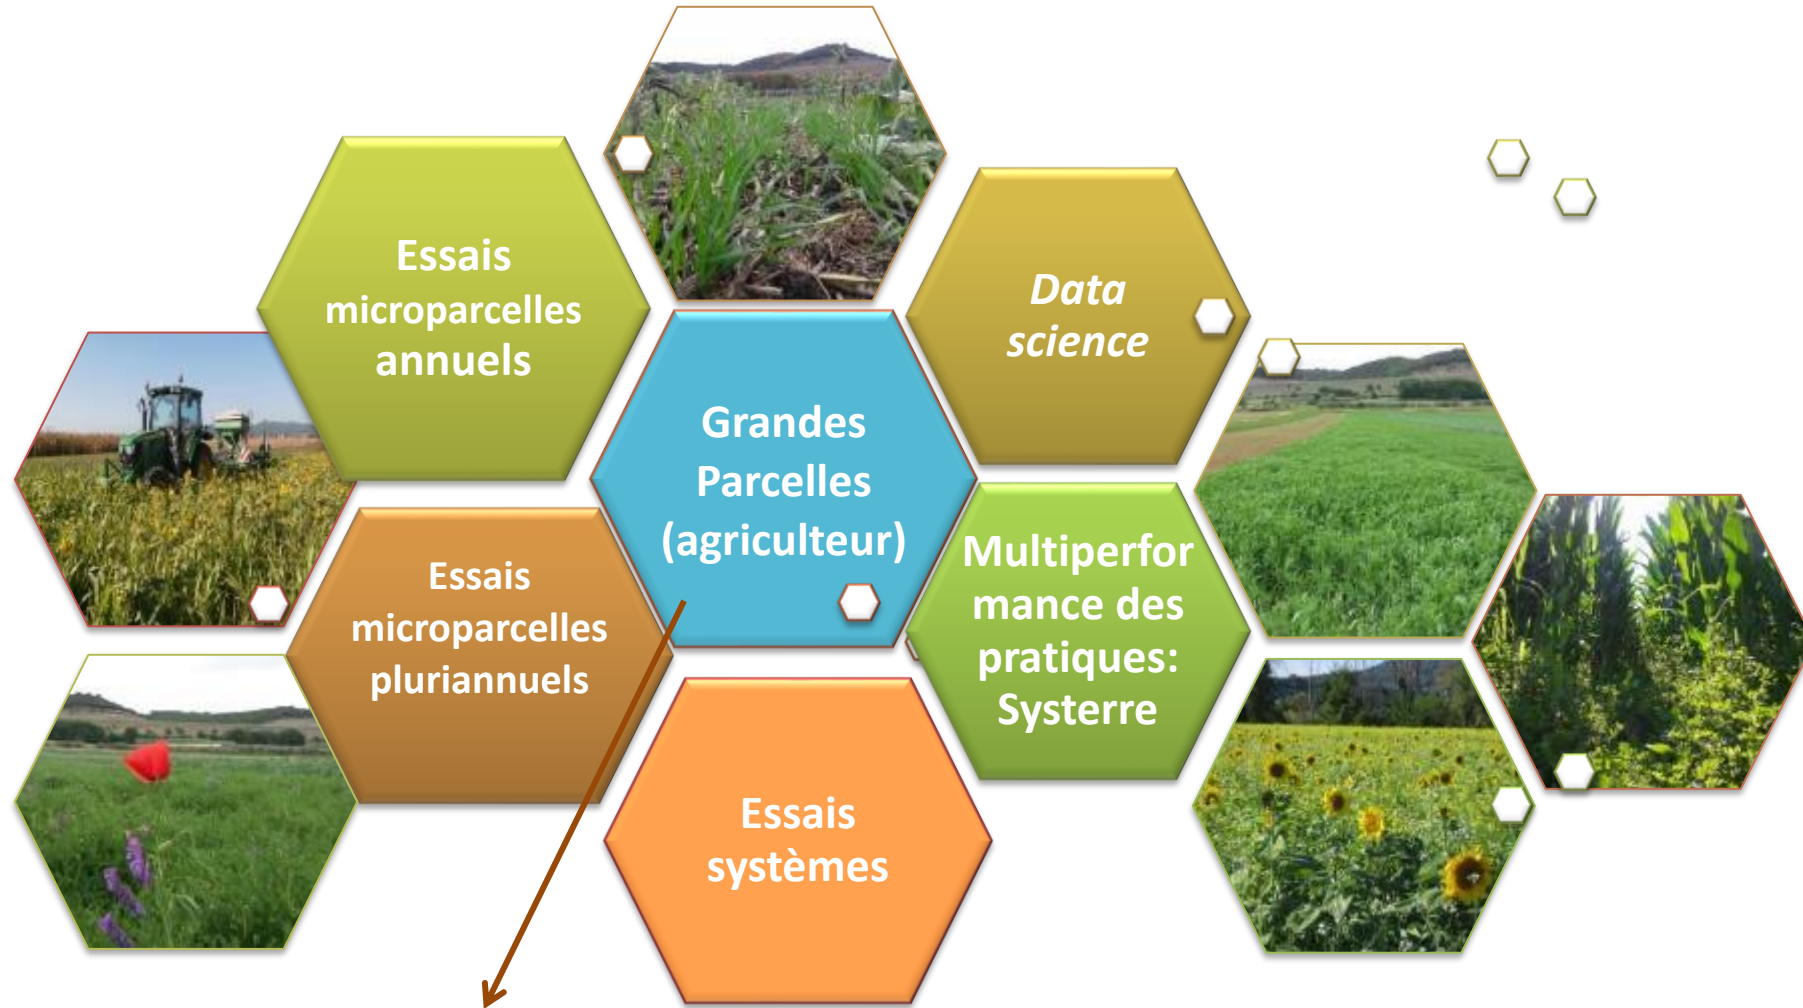 Essais
microparcelles
annuels
Data
science
Grandes
Parcelles
(agriculteur)
Essais
microparcelles
pluriannuels
Multiperfor
mance des
pratiques:
Systerre
Essais
systèmes